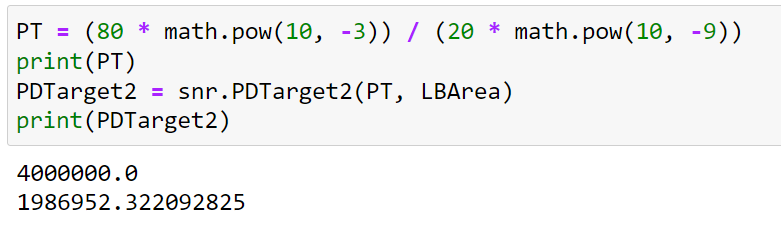 PT = (80 * math.pow(10, -3)) / (20 * math.pow(10, -9))
print(PT)
PDTarget2 = snr.PDTarget2(PT, LBArea)
print(PDTarget2)
4000000.0
1986952.322092825